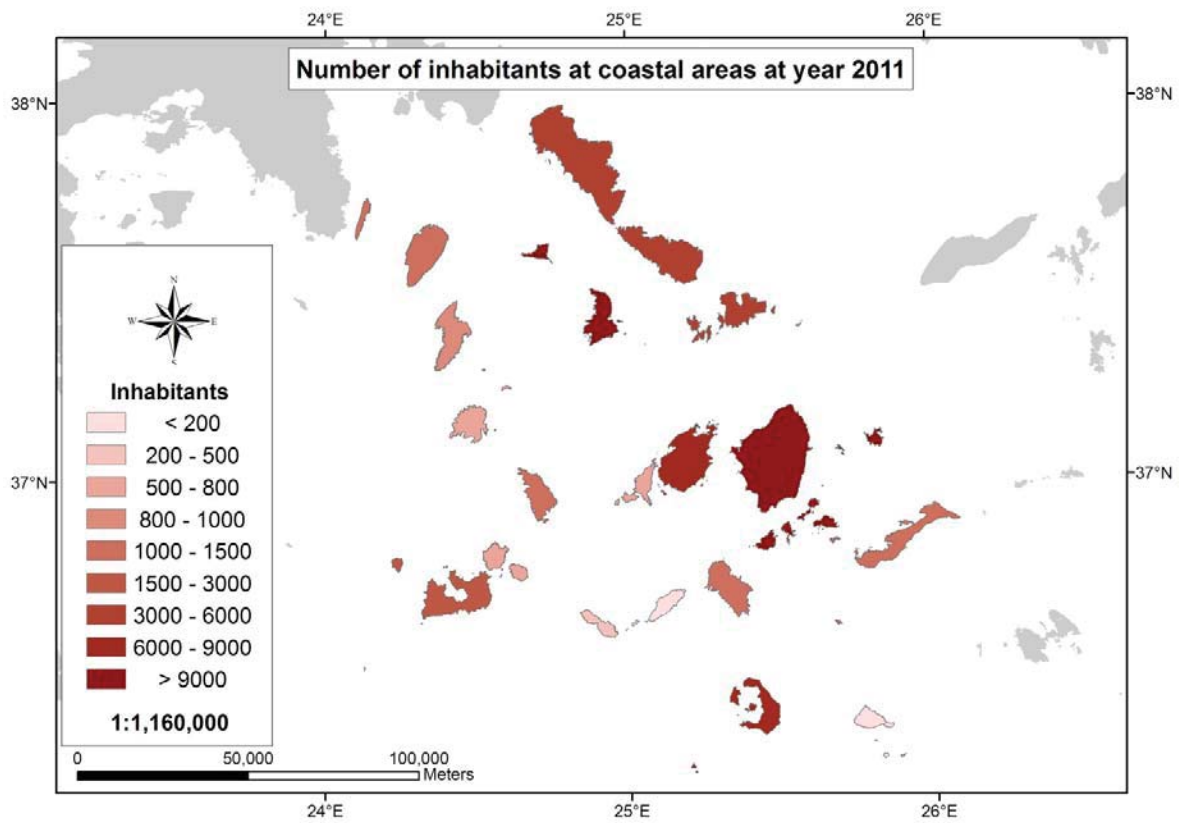 24°E 25°E 26°E
Number of inhabitants at coastal areas at year 2011
38°N 38°N
N
W E
S
Inhabitants
< 200
200 - 500
37°N 37°N
500 - 800
800 - 1000
1000 - 1500
1500 - 3000
3000 - 6000
6000 - 9000
> 9000
1:1,160,000
0 50,000 100,000
Meters
24°E 25°E 26°E